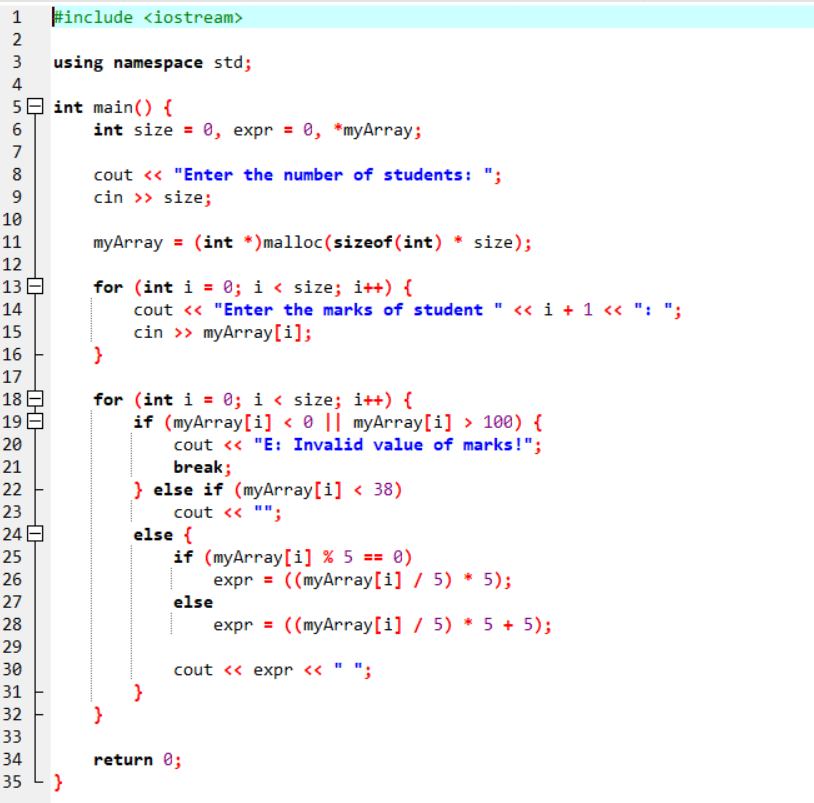 1 #include <iostream>
2
3 using namespace std;
4
5 int main() {
6 int size = 0, expr = 0, *myArray;
7
8 cout << "Enter the number of students: ";
9 cin >> size;
10
11 myArray = (int *)malloc(sizeof(int) * size);
12
13 for (int i = 0; i < size; i++) {
14 cout << "Enter the marks of student " << i + 1 << ": ";
15 cin >> myArray[i];
16 }
17
18 for (int i = 0; i < size; i++) {
19 if (myArray[i] < 0 || myArray[i] > 100) {
20 cout << "E: Invalid value of marks!";
21 break;
22 } else if (myArray[i] < 38)
23 cout << "";
24 else {
25 if (myArray[i] % 5 == 0)
26 expr = ((myArray[i] / 5) * 5);
27 else
28 expr = ((myArray[i] / 5) * 5 + 5);
29
30 cout << expr << " ";
31 }
32 }
33
34 return 0;
35 }